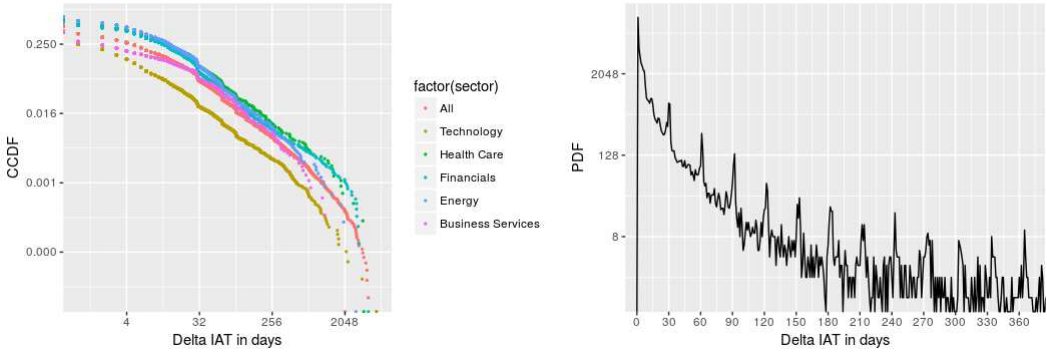 0.250
0.016
0.001
0.000
CCDF
4 32 256 2048
Delta IAT in days
factor(sector)
All
Technology
Health Care
Financials
Energy
Business Services
2048
128
8
PDF
0 30 60 90 120 150 180 210 240 270 300 330 360
Delta IAT in days